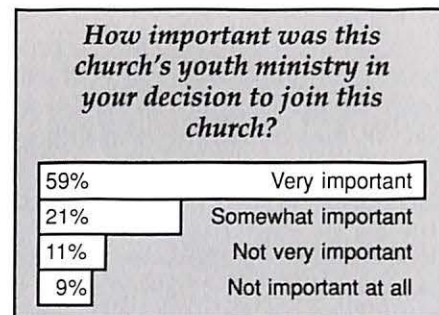 How important was this
church's youth ministry in
your decision to join this
church?
59% Very important
21% Somewhat important
11% Not very important
9% Not important at all